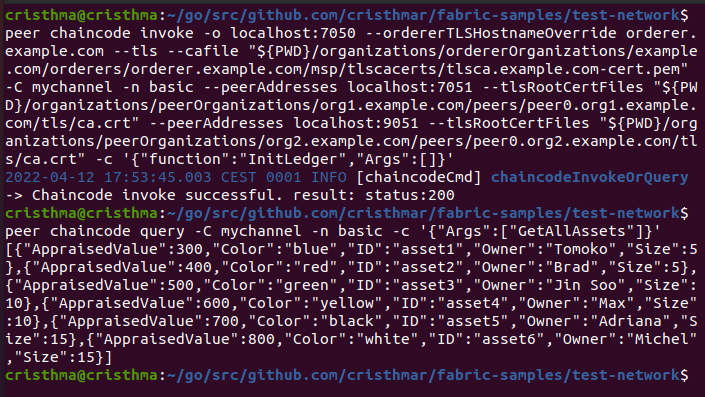 cristhma@cristhma:~/go/src/github.com/cristhmar/fabric-samples/test-network$
peer chaincode invoke -o localhost:7050 --ordererTLSHostnameOverride orderer.
example.com --tls --cafile "${PWD}/organizations/ordererOrganizations/example
.com/orderers/orderer.example.com/msp/tlscacerts/tlsca.example.com-cert.pem"
-C mychannel -n basic --peerAddresses localhost:7051 --tlsRootCertFiles "${PW
D}/organizations/peerOrganizations/org1.example.com/peers/peer0.org1.example.
com/tls/ca.crt" --peerAddresses localhost:9051 --tlsRootCertFiles "${PWD}/org
anizations/peerOrganizations/org2.example.com/peers/peer0.org2.example.com/tl
s/ca.crt" -c '{"function":"InitLedger","Args":[]}'
2022-04-12 17:53:45.003 CEST 0001 INFO [chaincodeCmd] chaincodeInvokeOrQuery
-> Chaincode invoke successful. result: status:200
cristhma@cristhma:~/go/src/github.com/cristhmar/fabric-samples/test-network$
peer chaincode query -C mychannel -n basic -c '{"Args":["GetAllAssets"]}'
[{"AppraisedValue":300,"Color":"blue","ID":"asset1","Owner":"Tomoko","Size":5
},{"AppraisedValue":400,"Color":"red","ID":"asset2","Owner":"Brad","Size":5},
{"AppraisedValue":500,"Color":"green","ID":"asset3","Owner":"Jin Soo","Size":
10},{"AppraisedValue":600,"Color":"yellow","ID":"asset4","Owner":"Max","Size"
:10},{"AppraisedValue":700,"Color":"black","ID":"asset5","Owner":"Adriana","S
ize":15},{"AppraisedValue":800,"Color":"white","ID":"asset6","Owner":"Michel"
,"Size":15}]
cristhma@cristhma:~/go/src/github.com/cristhmar/fabric-samples/test-network$